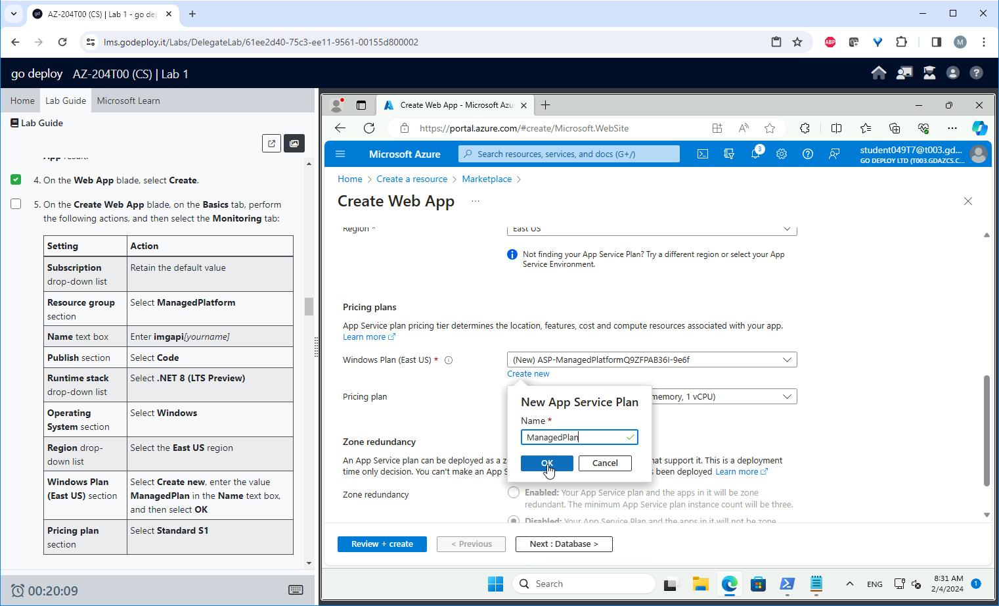 AZ-204T00 (CS) | Lab 1 - go dep
lms.godeploy.it/Labs/DelegateLab/61ee2d40-75c3-ee11-9561-00155d800002
ABP
M
go deploy AZ-204T00 (CS) | Lab 1
Home
Lab Guide
Microsoft Learn
Lab Guide
App result.
4. On the Web App blade, select Create.
5. On the Create Web App blade, on the Basics tab, perform
the following actions, and then select the Monitoring tab:
Setting Action
Subscription
drop-down list
Retain the default value
Resource group
section
Select ManagedPlatform
Name text box
Enter imgapi[yourname]
Publish section
Select Code
Runtime stack
drop-down list
Select .NET 8 (LTS Preview)
Operating
System section
Select Windows
Region drop-
down list
Select the East US region
Windows Plan
(East US) section
Select Create new, enter the value
ManagedPlan in the Name text box,
and then select OK
Pricing plan
section
Select Standard S1
00:20:09
Create Web App - Microsoft Azu
https://portal.azure.com/#create/Microsoft.WebSite
Microsoft Azure
Search resources, services, and docs (G+/)
3
student049T7@t003.gd...
GO DEPLOY LTD (T003.GDAZCS.C...
Home > Create a resource > Marketplace >
Create Web App ...
Region *
East US
Not finding your App Service Plan? Try a different region or select your App
Service Environment.
Pricing plans
App Service plan pricing tier determines the location, features, cost and compute resources associated with your app.
Learn more
Windows Plan (East US) *
(New) ASP-ManagedPlatformQ9ZFPAB36I-9e6f
Create new
Pricing plan
memory, 1 vCPU)
New App Service Plan
Name *
ManagedPlan
OK
Cancel
Zone redundancy
An App Service plan can be deployed as a z
hat support it. This is a deployment
time only decision. You can't make an App S
s been deployed Learn more
Zone redundancy
Enabled: Your App Service plan and the apps in it will be zone
redundant. The minimum App Service plan instance count will be three.
Disabled: Your App Service Plan and the apps in it will not be zone
Review + create
< Previous
Next : Database >
Search
ENG
8:31 AM
2/4/2024
1